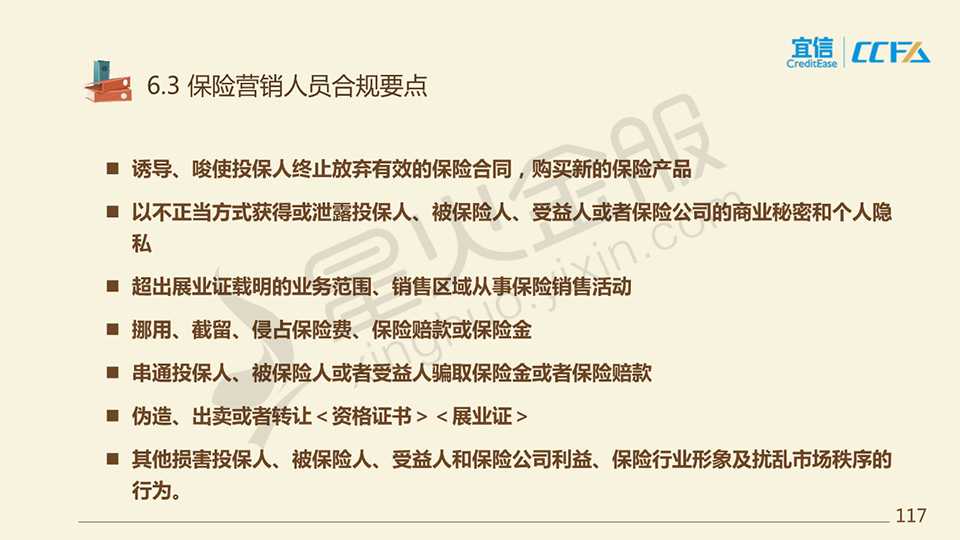 宜信
CreditEase
CCFA
6.3 保险营销人员合规要点
■ 诱导、唆使投保人终止放弃有效的保险合同，购买新的保险产品
■ 以不正当方式获得或泄露投保人、被保险人、受益人或者保险公司的商业秘密和个人隐
私
■ 超出展业证载明的业务范围、销售区域从事保险销售活动
■ 挪用、截留、侵占保险费、保险赔款或保险金
■ 串通投保人、被保险人或者受益人骗取保险金或者保险赔款
■ 伪造、出卖或者转让＜资格证书＞＜展业证＞
■ 其他损害投保人、被保险人、受益人和保险公司利益、保险行业形象及扰乱市场秩序的
行为。
星火金服
xinghuo.yixin.com
117